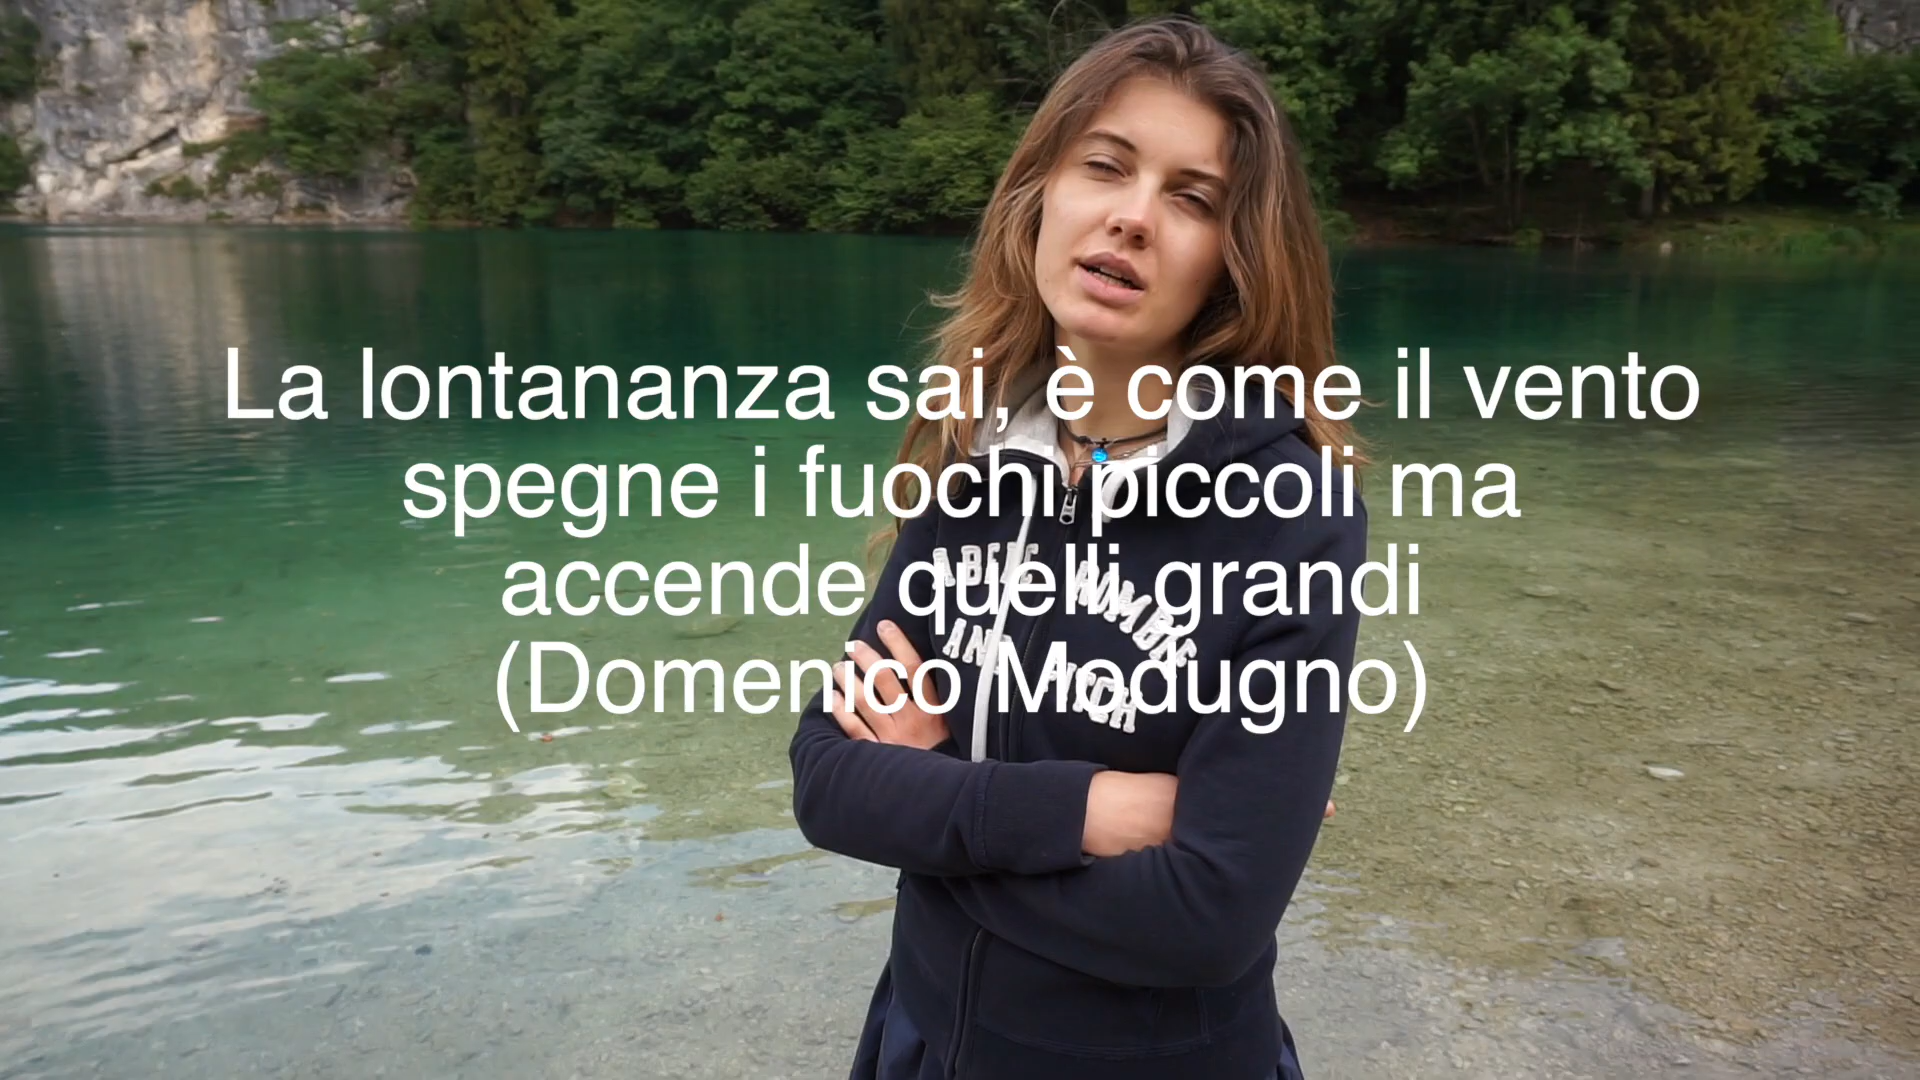 La lontananza sai, è come il vento
spegne i fuochi piccoli ma
accende quelli grandi
(Domenico Modugno)